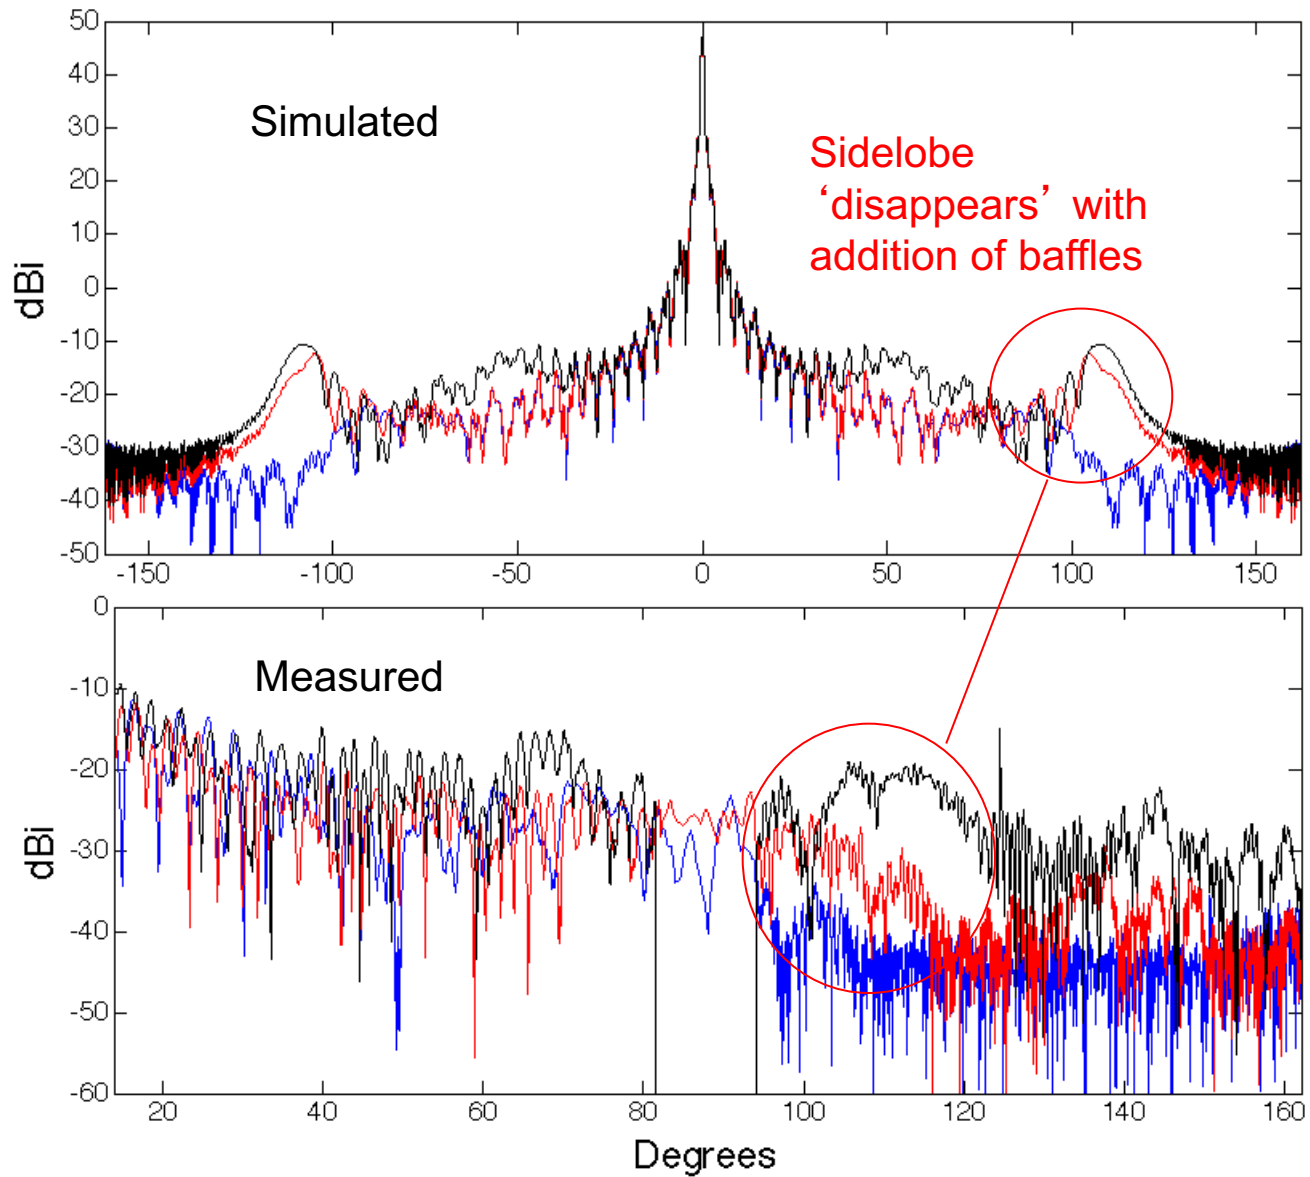 50
40
30
20
10
0
-10
-20
-30
-40
-50
dBi
Simulated
Sidelobe
‘disappears’ with
addition of baffles
-150 -100 -50 0 50 100 150
0
-10
-20
-30
-40
-50
-60
dBi
Measured
20 40 60 80 100 120 140 160
Degrees